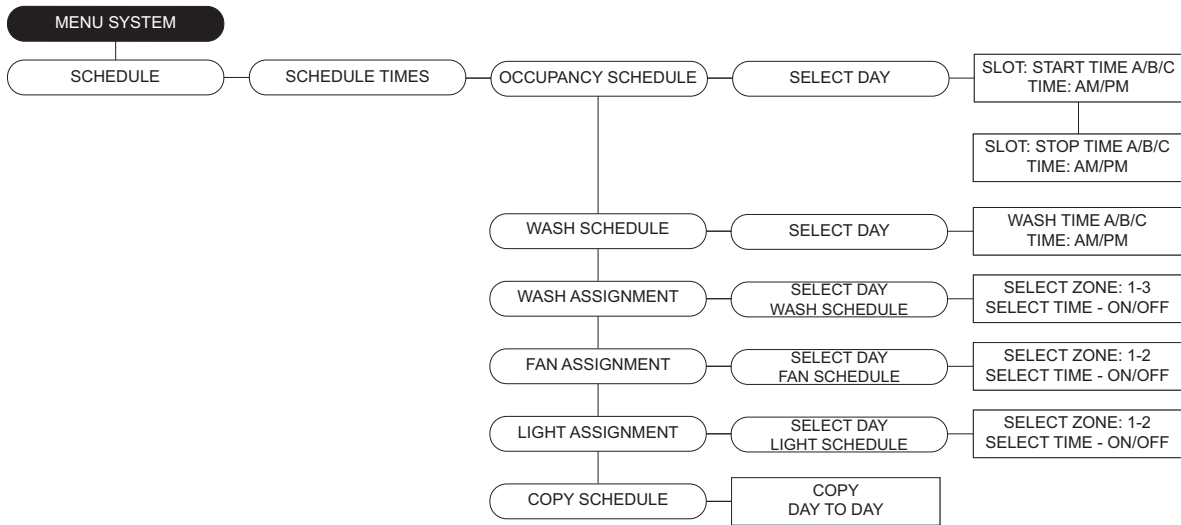 MENU SYSTEM
SCHEDULE
SCHEDULE TIMES
OCCUPANCY SCHEDULE
SELECT DAY
SLOT: START TIME A/B/C
TIME: AM/PM
SLOT: STOP TIME A/B/C
TIME: AM/PM
WASH SCHEDULE
SELECT DAY
WASH TIME A/B/C
TIME: AM/PM
WASH ASSIGNMENT
SELECT DAY
WASH SCHEDULE
SELECT ZONE: 1-3
SELECT TIME - ON/OFF
FAN ASSIGNMENT
SELECT DAY
FAN SCHEDULE
SELECT ZONE: 1-2
SELECT TIME - ON/OFF
LIGHT ASSIGNMENT
SELECT DAY
LIGHT SCHEDULE
SELECT ZONE: 1-2
SELECT TIME - ON/OFF
COPY SCHEDULE
COPY
DAY TO DAY